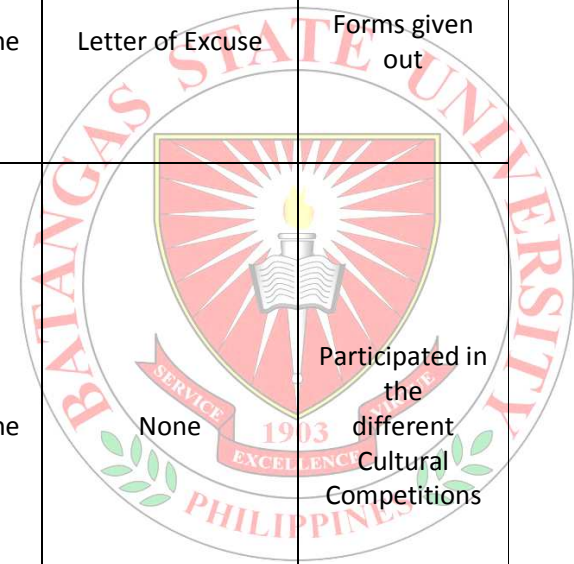 ne
Letter of Excuse
Forms given
out
ne
None
Participated in
the
different
Cultural
Competitions
BATANGAS STATE UNIVERSITY
SERVICE
EXCELLENCE
VIRTUE
1903
PHILIPPINES